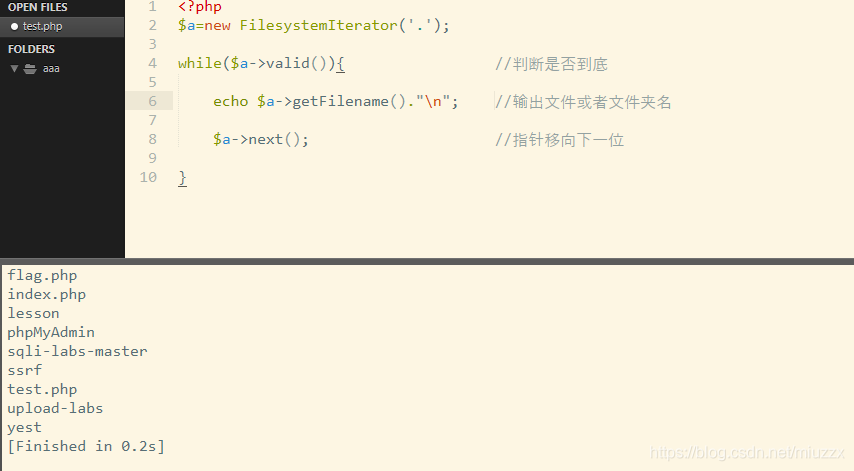 OPEN FILES
test.php
FOLDERS
aaa
1 <?php
2 $a=new FilesystemIterator('.');
3
4 while($a->valid()){ //判断是否到底
5
6 echo $a->getFilename()."\n"; //输出文件或者文件夹名
7
8 $a->next(); //指针移向下一位
9
10 }
flag.php
index.php
lesson
phpMyAdmin
sqli-labs-master
ssrf
test.php
upload-labs
yest
[Finished in 0.2s]
https://blog.csdn.net/miuzzx